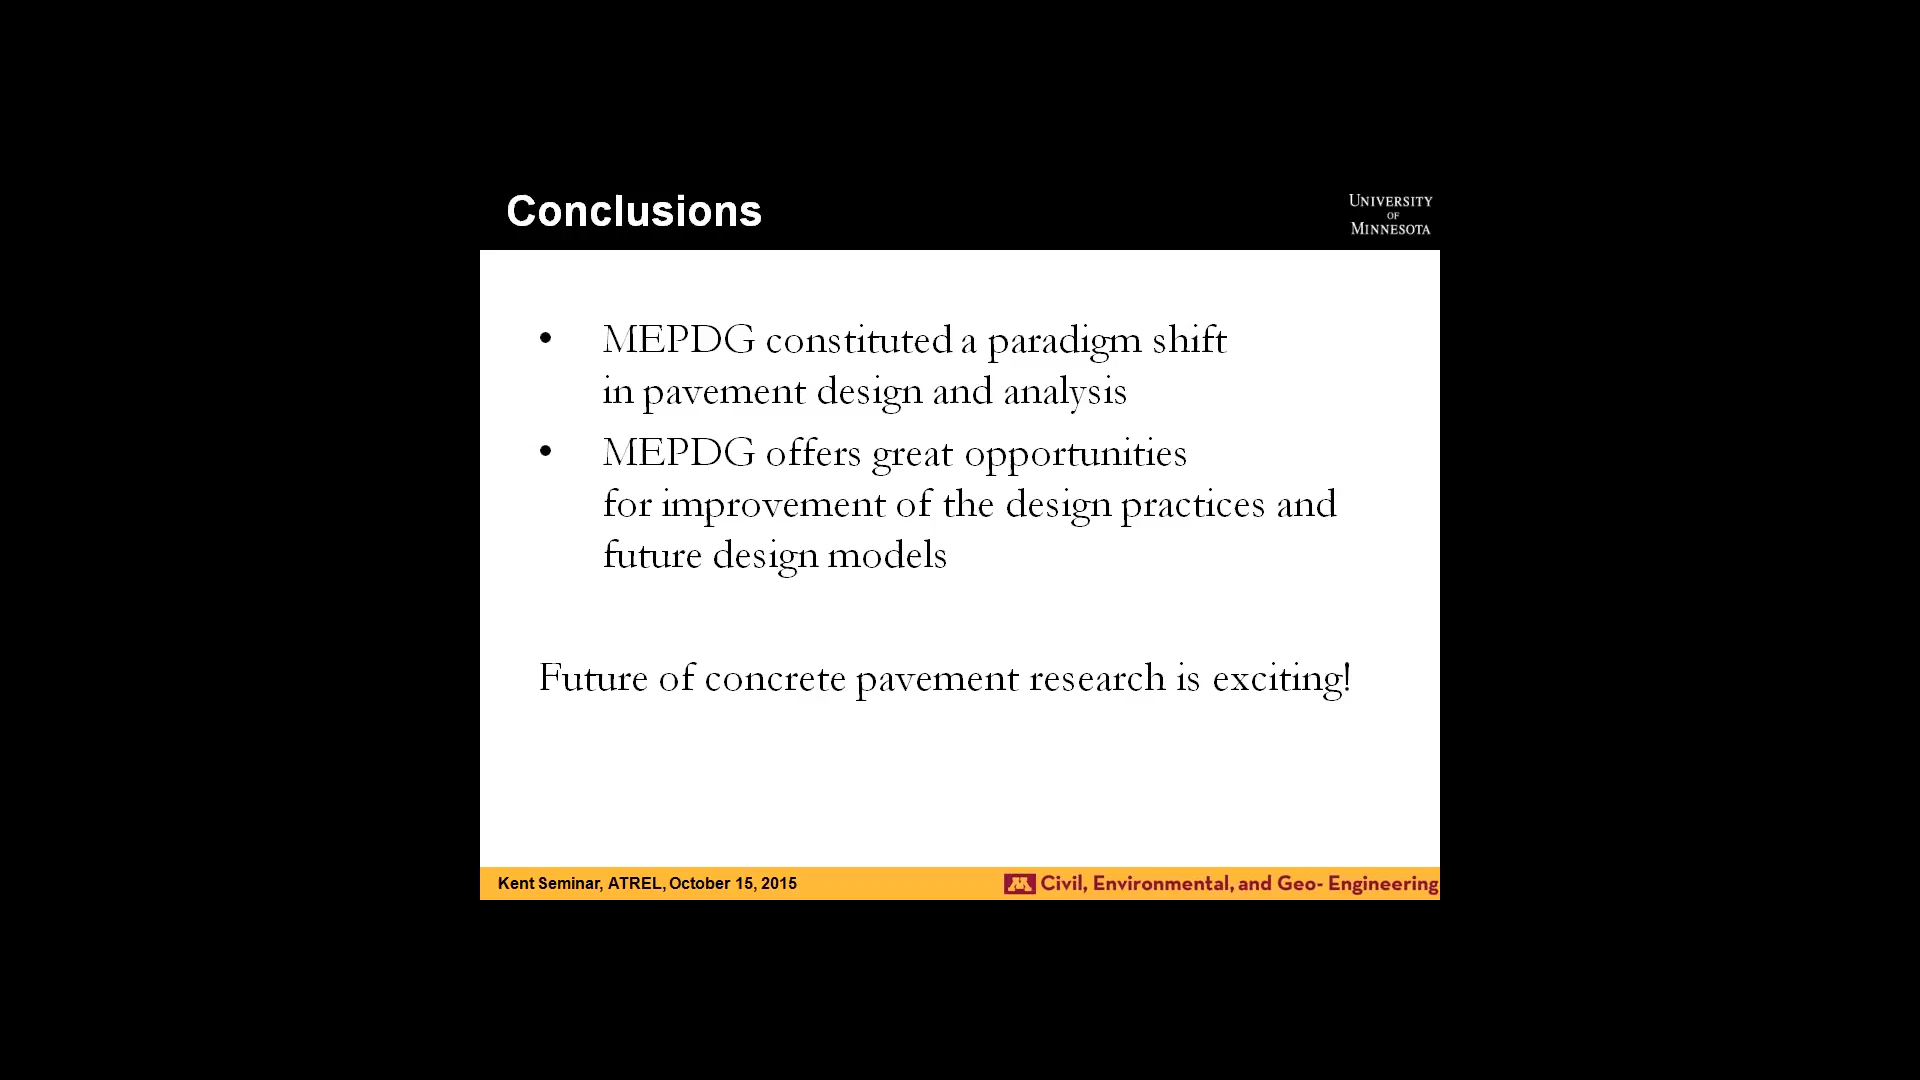 Conclusions
UNIVERSITY
OF
MINNESOTA
• MEPDG constituted a paradigm shift
in pavement design and analysis
• MEPDG offers great opportunities
for improvement of the design practices and
future design models
Future of concrete pavement research is exciting!
Kent Seminar, ATREL, October 15, 2015
M Civil, Environmental, and Geo- Engineering